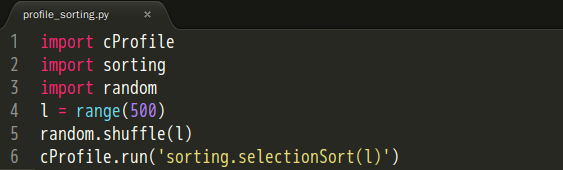 profile_sorting.py ×
1 import cProfile
2 import sorting
3 import random
4 l = range(500)
5 random.shuffle(l)
6 cProfile.run('sorting.selectionSort(l)')